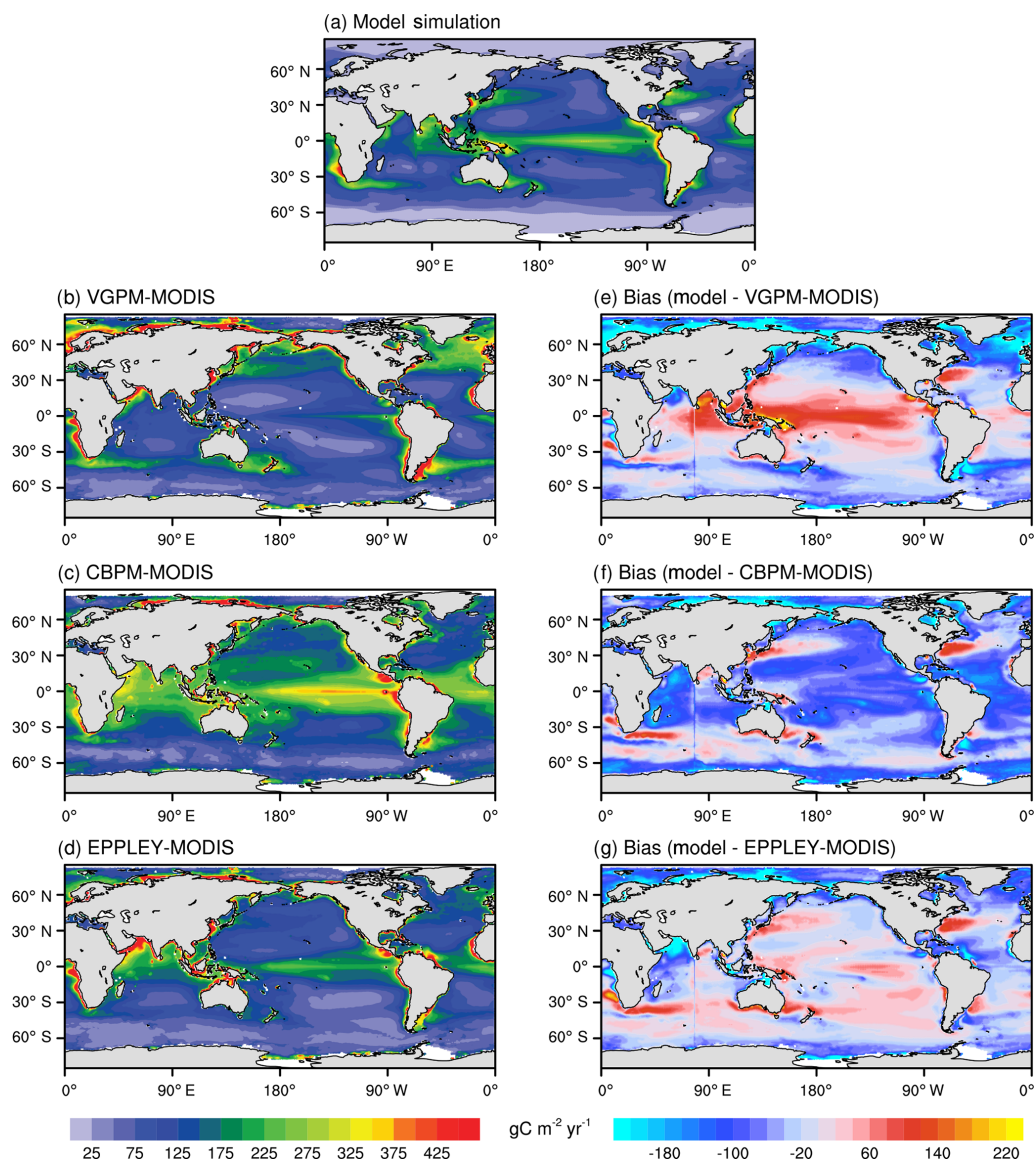 (a) Model simulation
60° N
30° N
0°
30° S
60° S
0° 90° E 180° 90° W 0°
(b) VGPM-MODIS
60° N
30° N
0°
30° S
60° S
0° 90° E 180° 90° W 0°
(e) Bias (model - VGPM-MODIS)
60° N
30° N
0°
30° S
60° S
0° 90° E 180° 90° W 0°
(c) CBPM-MODIS
60° N
30° N
0°
30° S
60° S
0° 90° E 180° 90° W 0°
(f) Bias (model - CBPM-MODIS)
60° N
30° N
0°
30° S
60° S
0° 90° E 180° 90° W 0°
(d) EPPLEY-MODIS
60° N
30° N
0°
30° S
60° S
0° 90° E 180° 90° W 0°
(g) Bias (model - EPPLEY-MODIS)
60° N
30° N
0°
30° S
60° S
0° 90° E 180° 90° W 0°
25 75 125 175 225 275 325 375 425
gC m⁻² yr⁻¹
-180 -100 -20 60 140 220